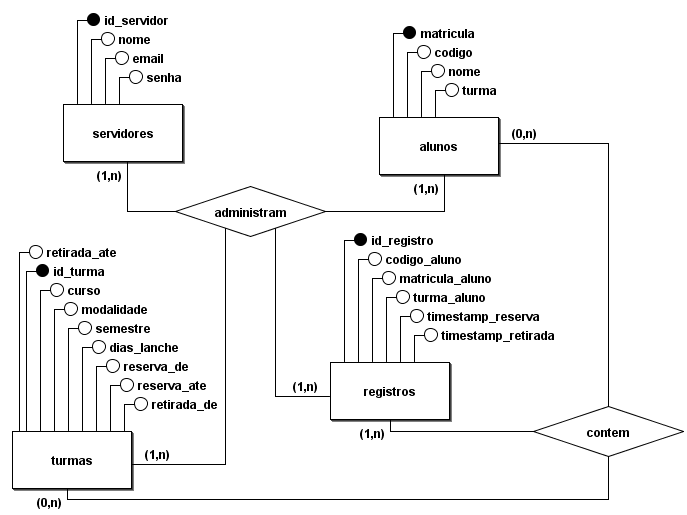 id_servidor
nome
email
senha
servidores
(1,n)
matricula
codigo
nome
turma
alunos
(0,n)
(1,n)
administram
retirada_ate
id_turma
curso
modalidade
semestre
dias_lanche
reserva_de
reserva_ate
retirada_de
turmas
(1,n)
(0,n)
id_registro
codigo_aluno
matricula_aluno
turma_aluno
timestamp_reserva
timestamp_retirada
registros
(1,n)
(1,n)
contem